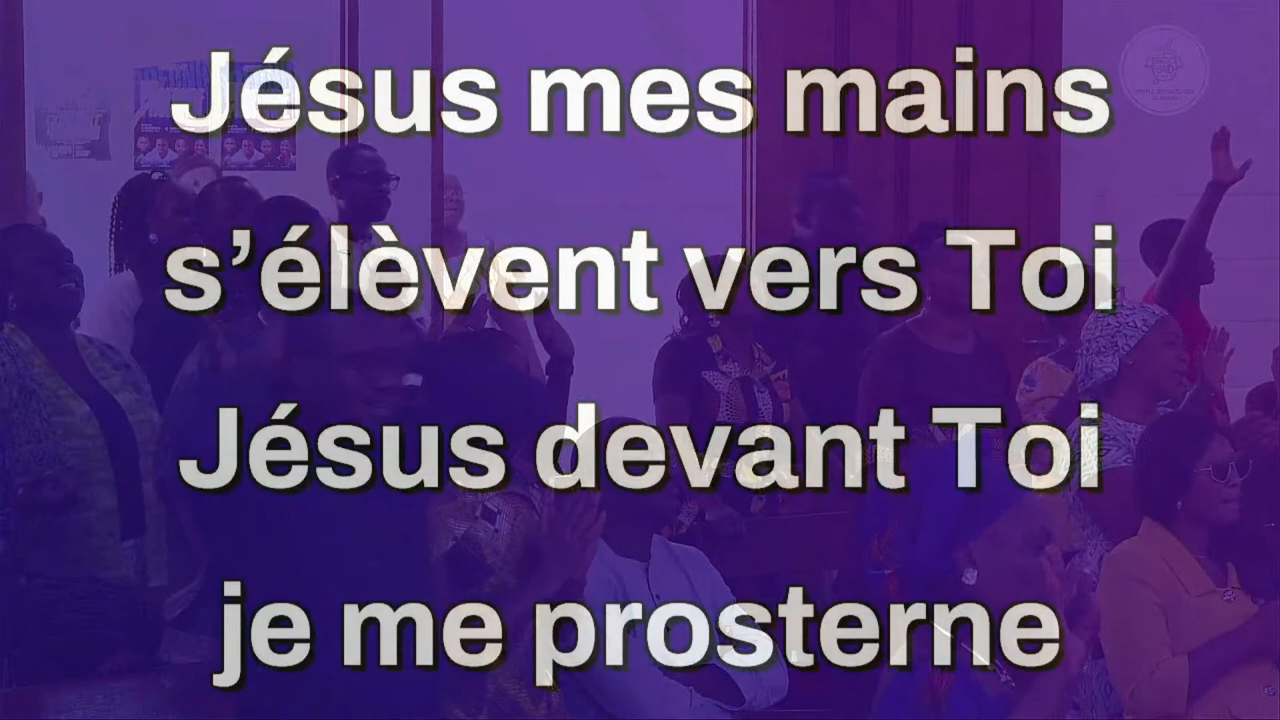 Jésus mes mains
s’élèvent vers Toi
Jésus devant Toi
je me prosterne